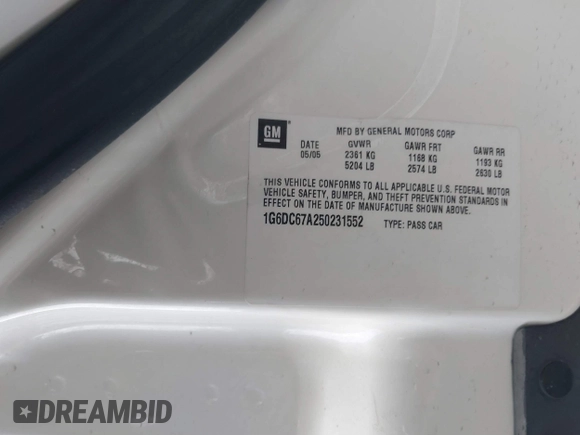 GM
MFD BY GENERAL MOTORS CORP
DATE GVWR GAWR FRT GAWR RR
05/05 2361 KG 1168 KG 1193 KG
5204 LB 2574 LB 2630 LB
THIS VEHICLE CONFORMS TO ALL APPLICABLE U.S. FEDERAL MOTOR
VEHICLE SAFETY, BUMPER, AND THEFT PREVENTION STANDARDS IN
EFFECT ON THE DATE OF MANUFACTURE SHOWN ABOVE.
1G6DC67A250231552 TYPE: PASS CAR
DREAMBID